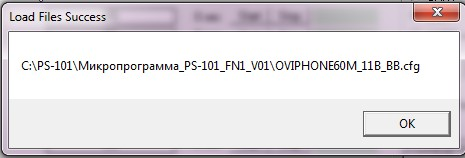 Load Files Success
C:\PS-101\Микропрограмма_PS-101_FN1_V01\OVIPHONE60M_11B_BB.cfg
OK